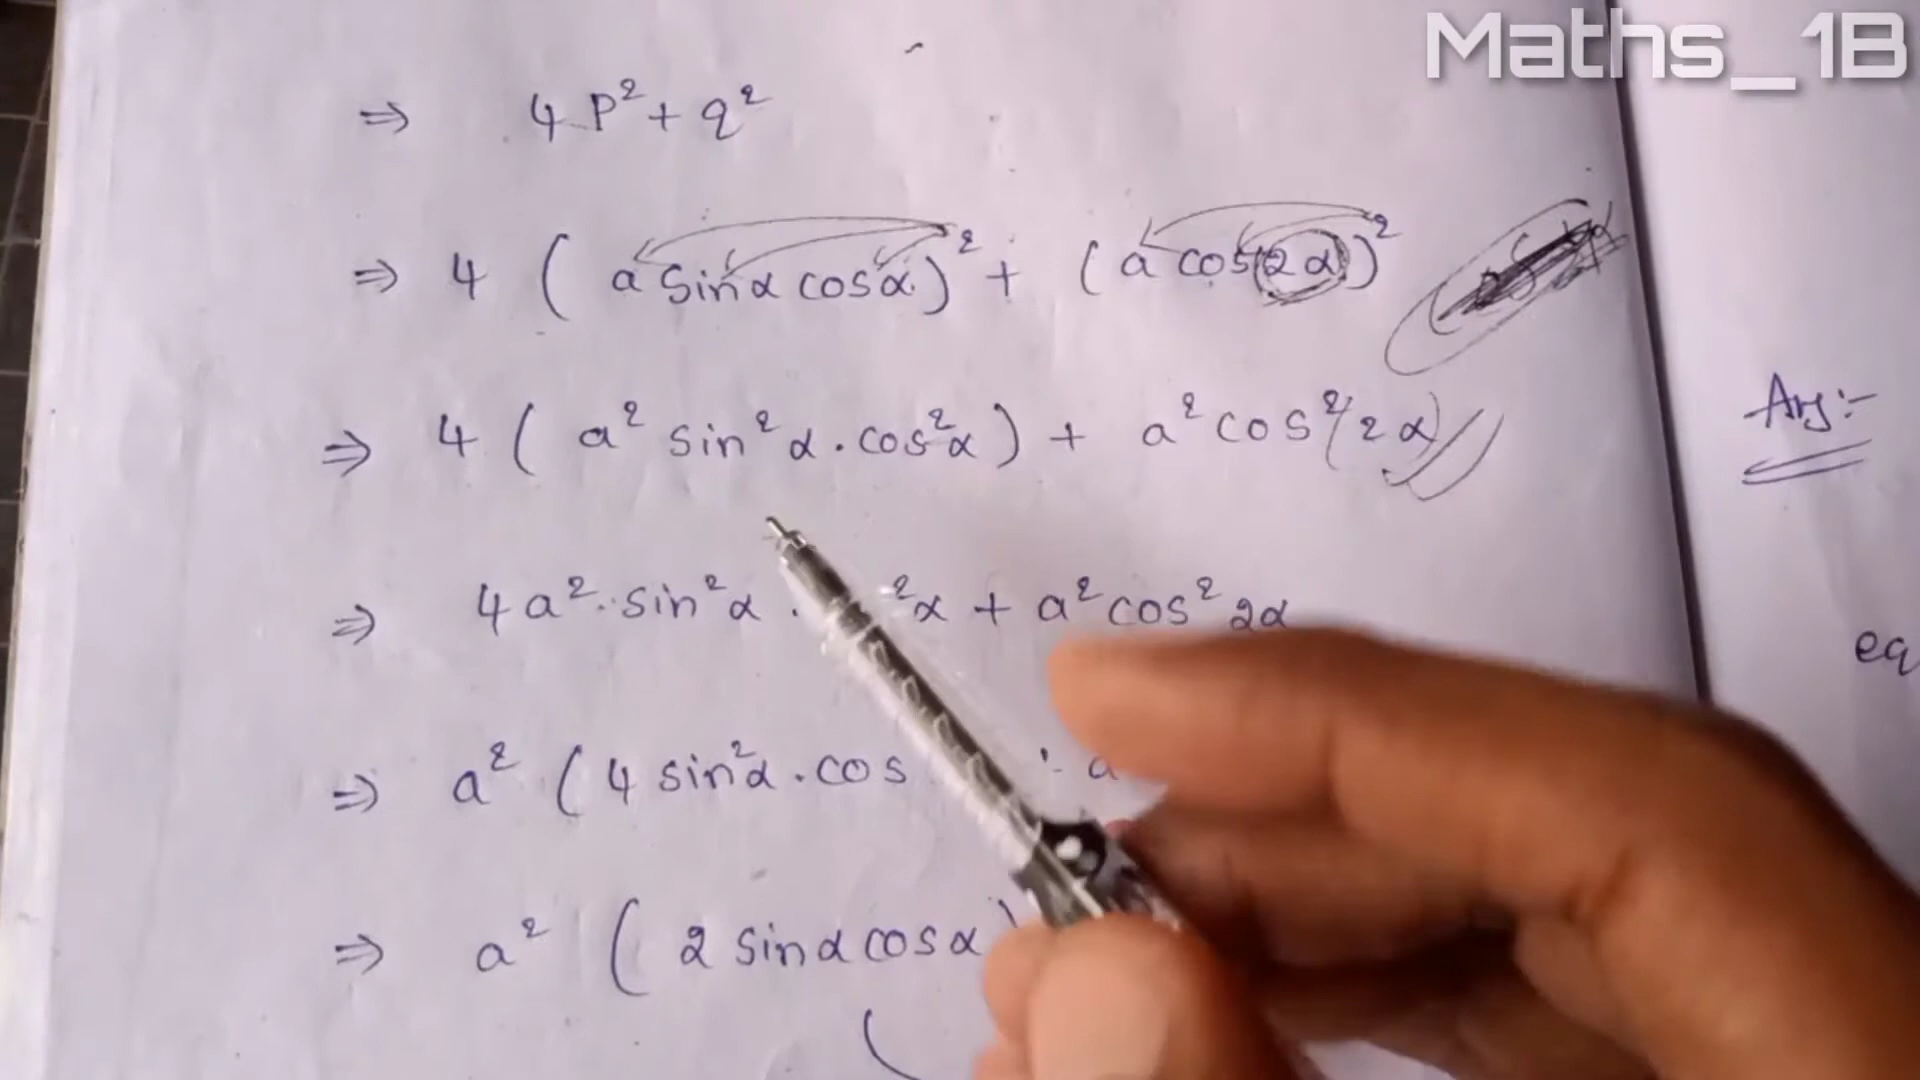 Maths_1B
⇒ 4P² + q²
⇒ 4 ( a sinα cosα )² + (a cos(2α))²
⇒ 4 ( a² sin²α . cos²α ) + a² cos²(2α)
⇒ 4a². sin²α . ²α + a² cos² 2α
⇒ a² ( 4 sin²α . cos
⇒ a² ( 2 sinα cosα )
(
eq